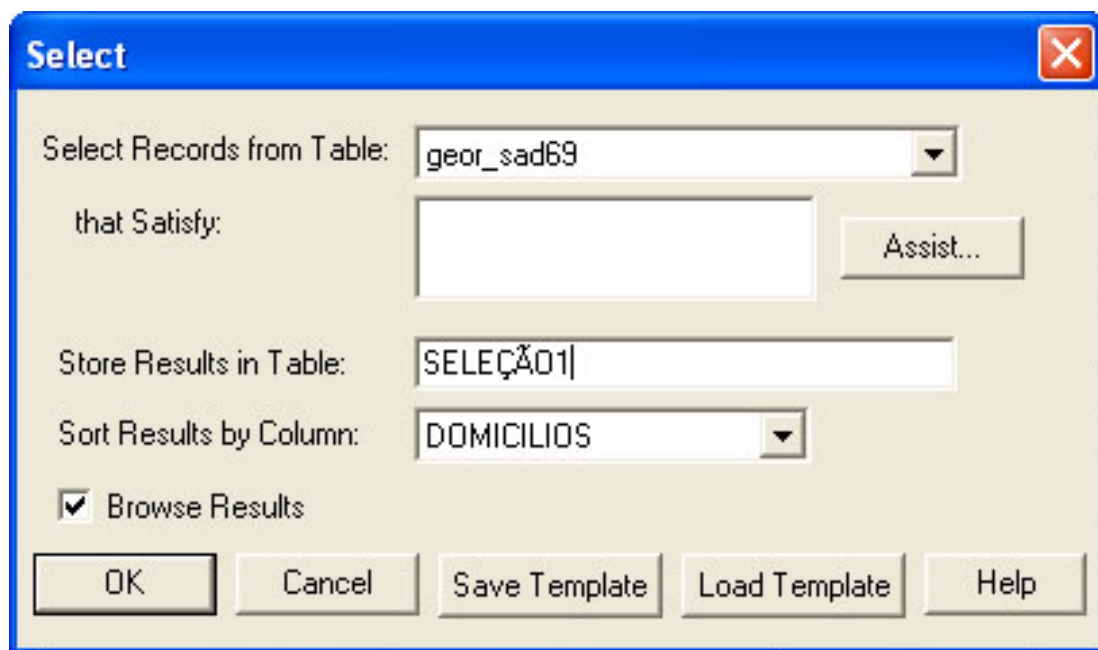 Select
Select Records from Table: geor_sad69
that Satisfy:
Assist...
Store Results in Table: SELEÇÃO1
Sort Results by Column: DOMICILIOS
Browse Results
OK Cancel Save Template Load Template Help